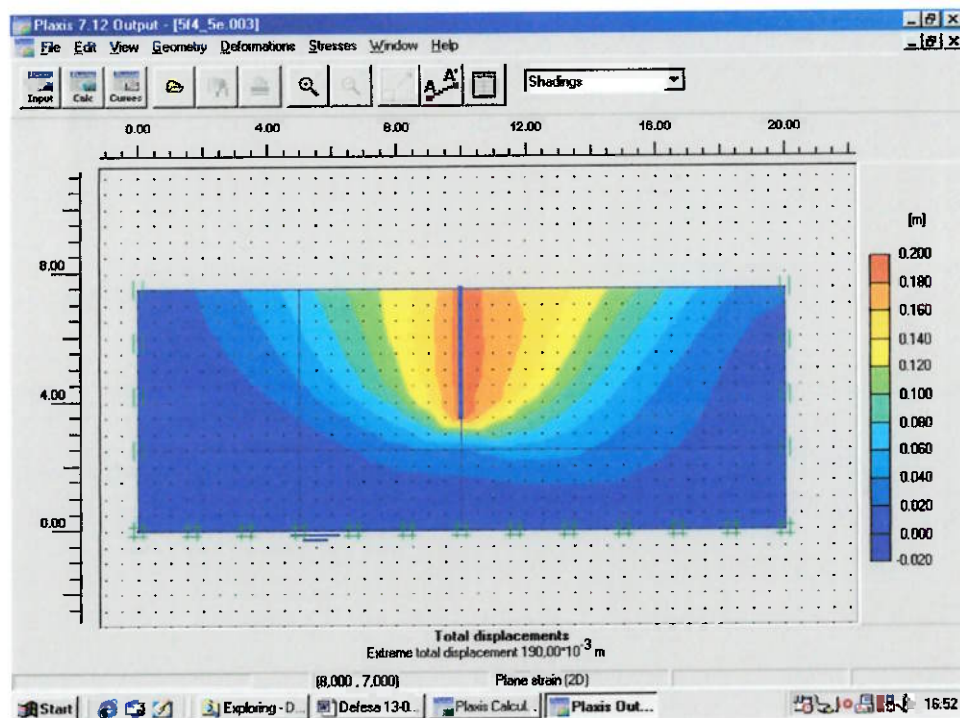 Plaxis 7.12 Output - [5f4_5e.003]
File Edit View Geometry Deformations Stresses Window Help
Input Calc Curves Shadings
0.00 4.00 8.00 12.00 16.00 20.00
8.00
4.00
0.00
[m]
0.200
0.180
0.160
0.140
0.120
0.100
0.080
0.060
0.040
0.020
0.000
-0.020
Total displacements
Extreme total displacement 190,00*10-3 m
(8,000 , 7,000) Plane strain (2D)
Start Exploring - D... Defesa 13-0... Plaxis Calcul... Plaxis Out... 16:52